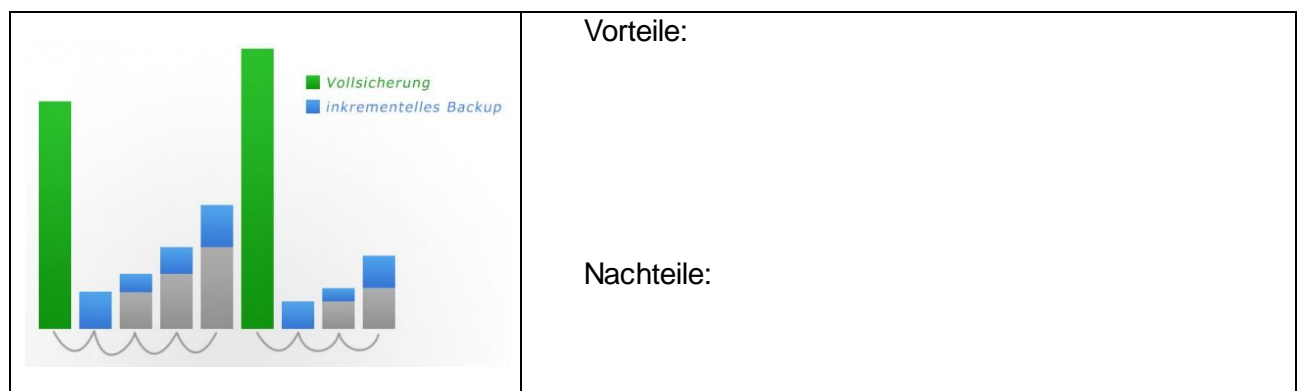 Vollsicherung
inkrementelles Backup
Vorteile:
Nachteile: